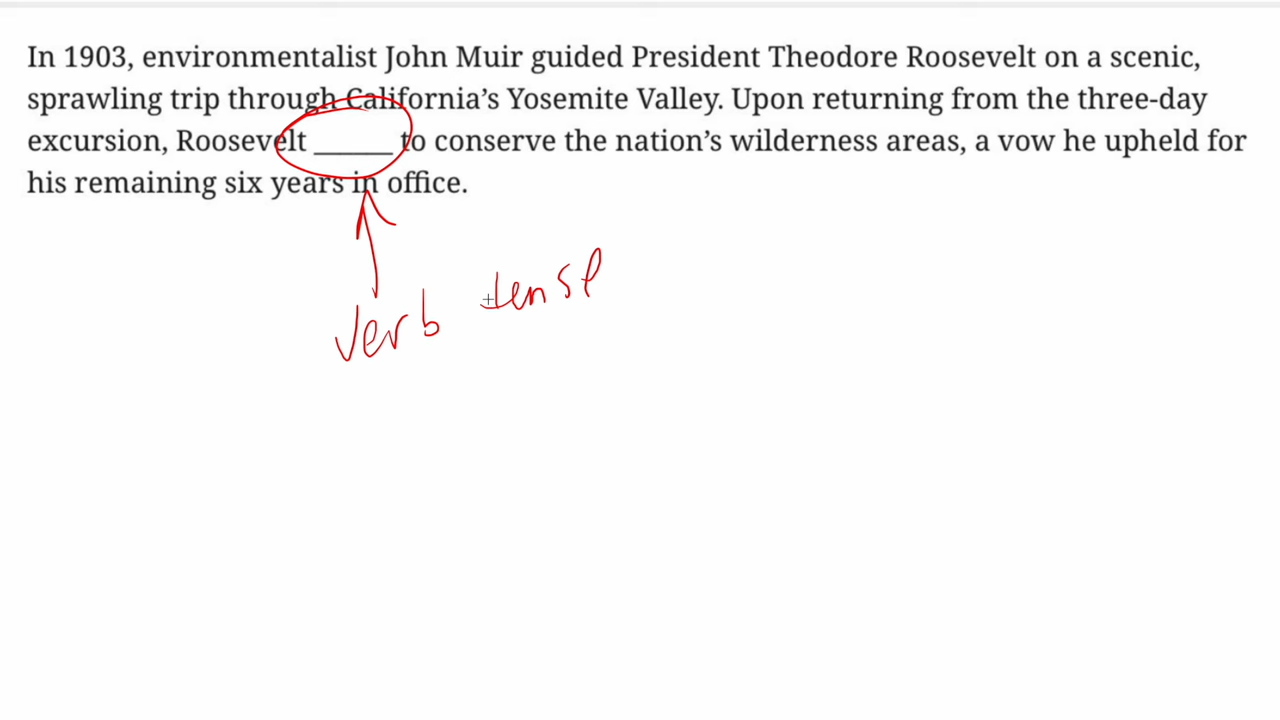 In 1903, environmentalist John Muir guided President Theodore Roosevelt on a scenic,
sprawling trip through California’s Yosemite Valley. Upon returning from the three-day
excursion, Roosevelt ______ to conserve the nation’s wilderness areas, a vow he upheld for
his remaining six years in office.
verb tense